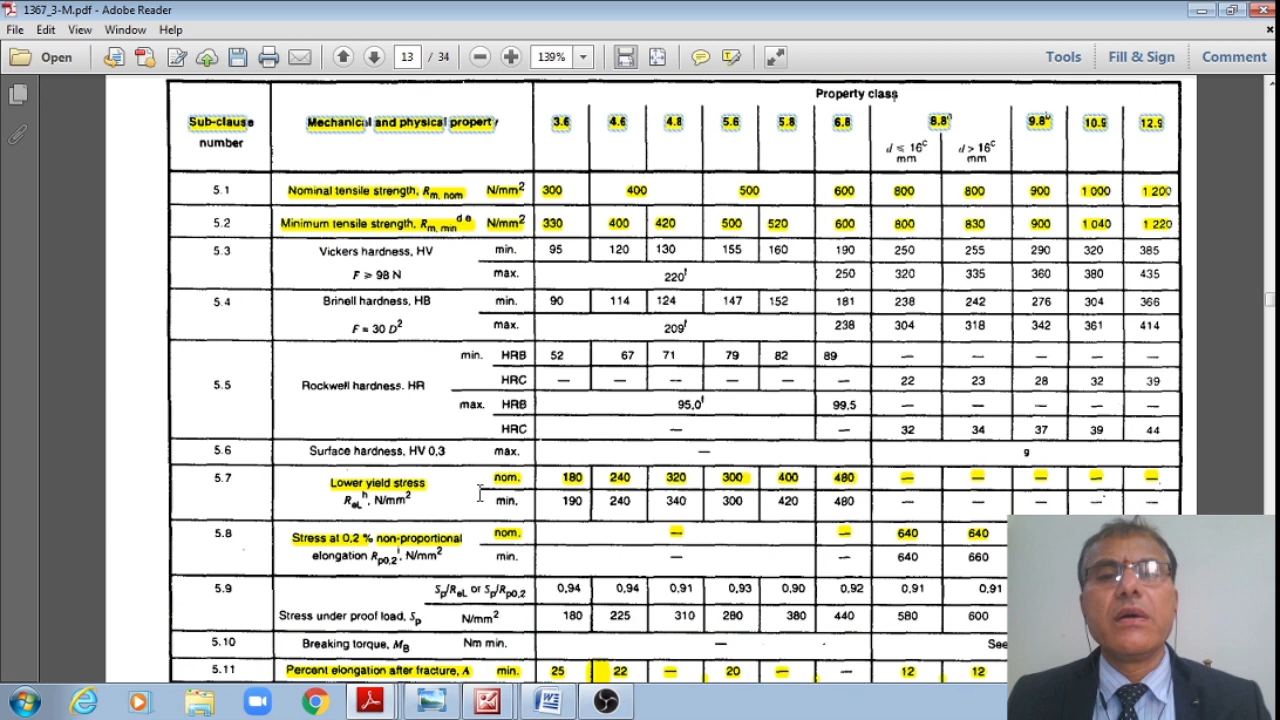 1367_3-M.pdf - Adobe Reader
File Edit View Window Help
Open 13 / 34 139% Tools Fill & Sign Comment
Property class
Sub-clause number Mechanical and physical property 3.6 4.6 4.8 5.6 5.8 6.8 8.8 9.8 10.9 12.9
d ≤ 16c mm d > 16c mm
5.1 Nominal tensile strength, Rm, nom N/mm2 300 400 500 600 800 800 900 1 000 1 200
5.2 Minimum tensile strength, Rm, min d e N/mm2 330 400 420 500 520 600 800 830 900 1 040 1 220
5.3 Vickers hardness, HV min. 95 120 130 155 160 190 250 255 290 320 385
F ≥ 98 N max. 220f 250 320 335 360 380 435
5.4 Brinell hardness, HB min. 90 114 124 147 152 181 238 242 276 304 366
F = 30 D2 max. 209f 238 304 318 342 361 414
min. HRB 52 67 71 79 82 89 — — — — —
5.5 Rockwell hardness, HR HRC — — — — — — 22 23 28 32 39
max. HRB 95,0f 99,5 — — — — —
HRC — — 32 34 37 39 44
5.6 Surface hardness, HV 0,3 max. — g
5.7 Lower yield stress nom. 180 240 320 300 400 480 — — — — —
ReL h, N/mm2 min. 190 240 340 300 420 480 — — — — —
5.8 Stress at 0,2 % non-proportional nom. — — 640 640
elongation Rp0,2 i, N/mm2 min. — — 640 660
5.9 Sp/ReL or Sp/Rp0,2 0,94 0,94 0,91 0,93 0,90 0,92 0,91 0,91
Stress under proof load, Sp N/mm2 180 225 310 280 380 440 580 600
5.10 Breaking torque, MB Nm min. — See
5.11 Percent elongation after fracture, A min. 25 22 — 20 — — 12 12